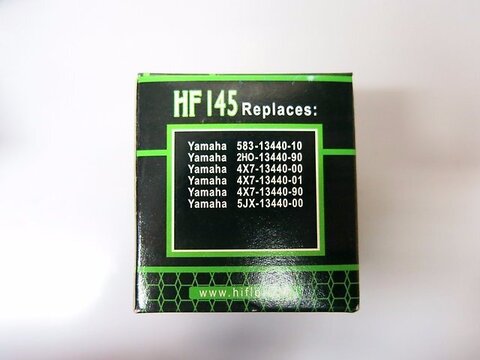 HF145 Replaces:
Yamaha 583-13440-10
Yamaha 2HO-13440-90
Yamaha 4X7-13440-00
Yamaha 4X7-13440-01
Yamaha 4X7-13440-90
Yamaha 5JX-13440-00